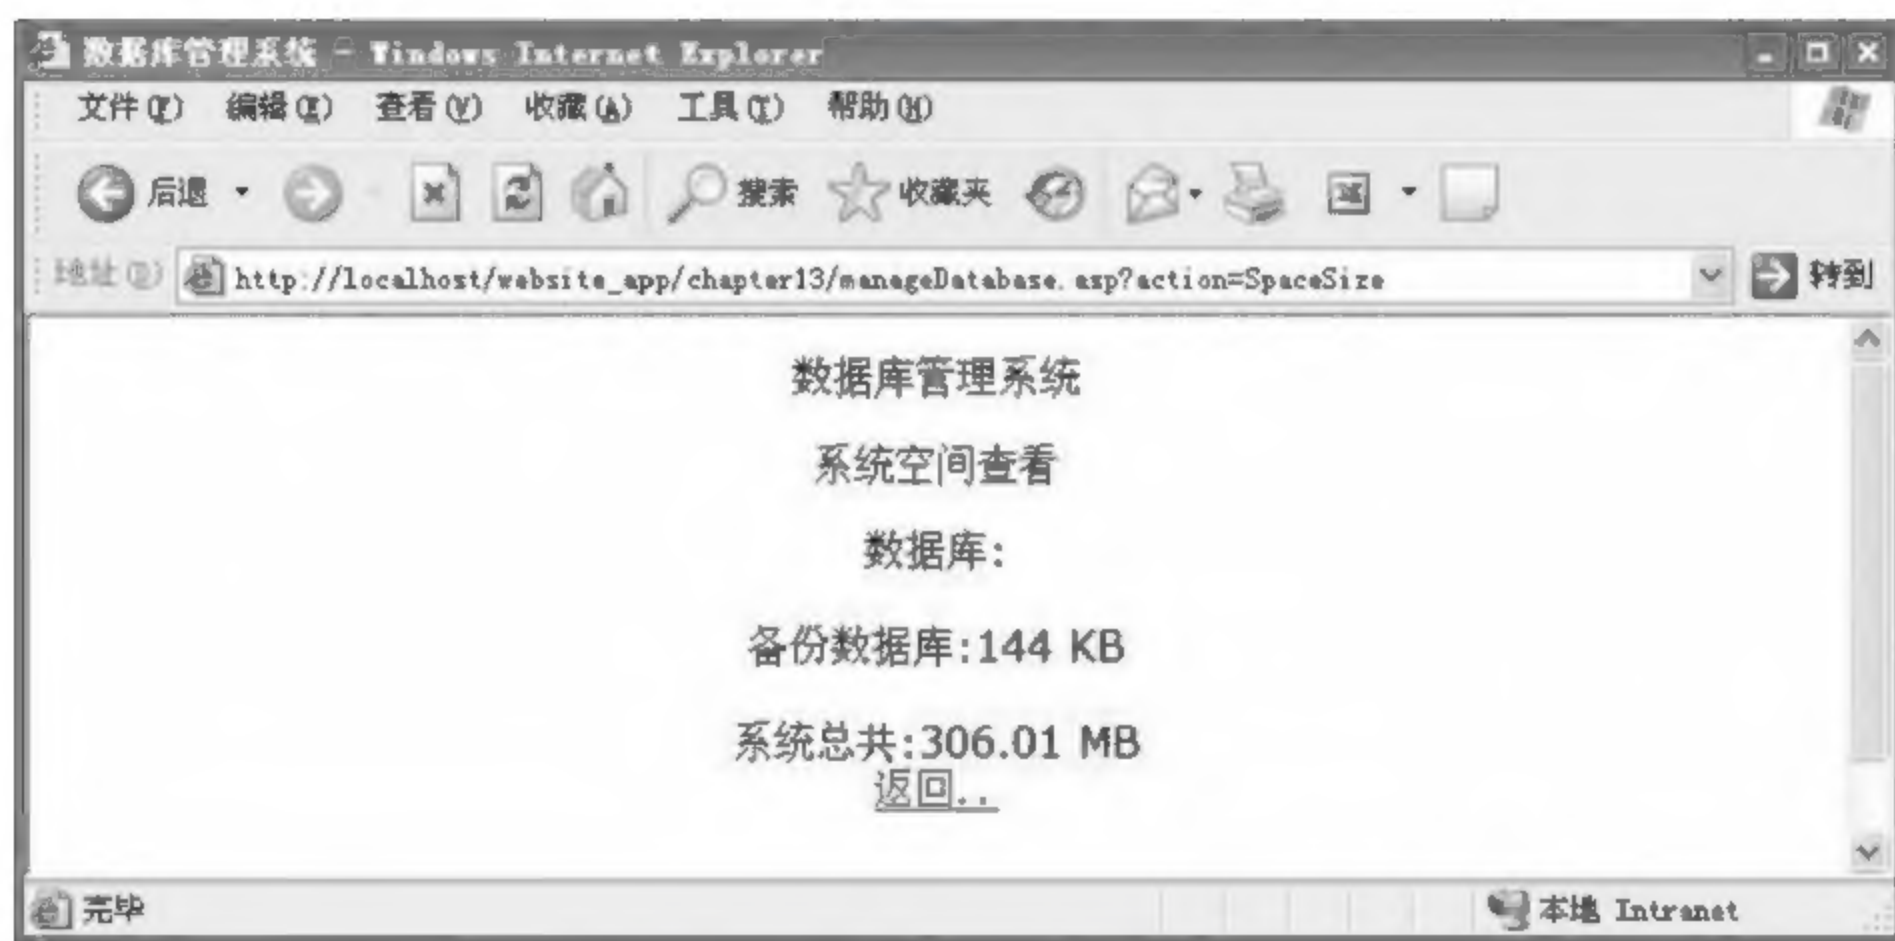 数据库管理系统 - Windows Internet Explorer
文件(F) 编辑(E) 查看(V) 收藏(A) 工具(T) 帮助(H)
后退 搜索 收藏夹
地址(D) http://localhost/website_app/chapter13/manageDatabase.asp?action=SpaceSize 转到
数据库管理系统
系统空间查看
数据库:
备份数据库:144 KB
系统总共:306.01 MB
返回..
完毕 本地 Intranet